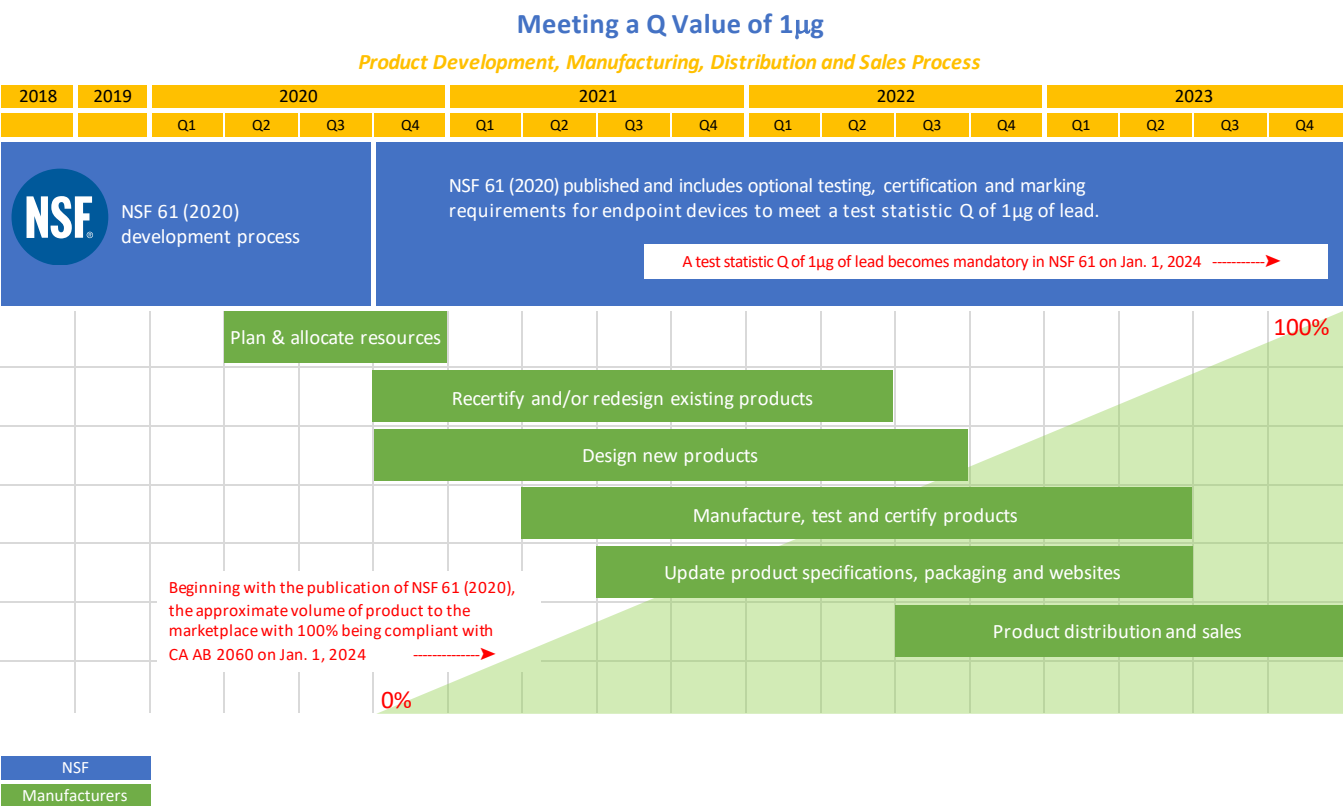 Meeting a Q Value of 1µg
Product Development, Manufacturing, Distribution and Sales Process
2018 2019 2020 2021 2022 2023
Q1 Q2 Q3 Q4 Q1 Q2 Q3 Q4 Q1 Q2 Q3 Q4 Q1 Q2 Q3 Q4
NSF®
NSF 61 (2020)
development process
NSF 61 (2020) published and includes optional testing, certification and marking
requirements for endpoint devices to meet a test statistic Q of 1µg of lead.
A test statistic Q of 1µg of lead becomes mandatory in NSF 61 on Jan. 1, 2024
Plan & allocate resources
100%
Recertify and/or redesign existing products
Design new products
Manufacture, test and certify products
Update product specifications, packaging and websites
Beginning with the publication of NSF 61 (2020),
the approximate volume of product to the
marketplace with 100% being compliant with
CA AB 2060 on Jan. 1, 2024
Product distribution and sales
0%
NSF
Manufacturers